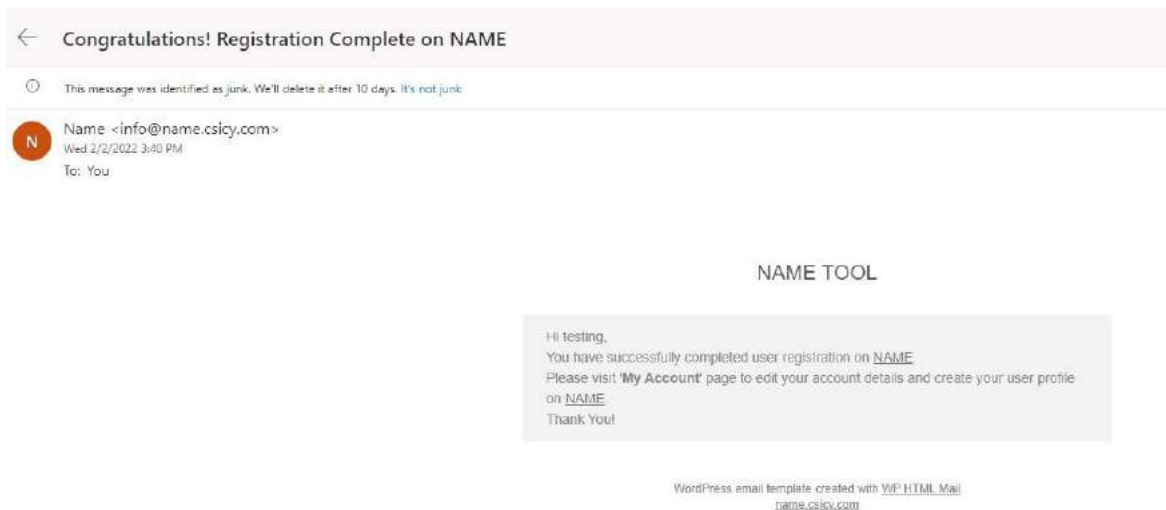 Congratulations! Registration Complete on NAME
This message was identified as junk. We'll delete it after 10 days. It's not junk
N
Name <info@name.csicy.com>
Wed 2/2/2022 3:40 PM
To: You
NAME TOOL
Hi testing,
You have successfully completed user registration on NAME
Please visit 'My Account' page to edit your account details and create your user profile
on NAME
Thank You!
WordPress email template created with WP HTML Mail
name.csicy.com